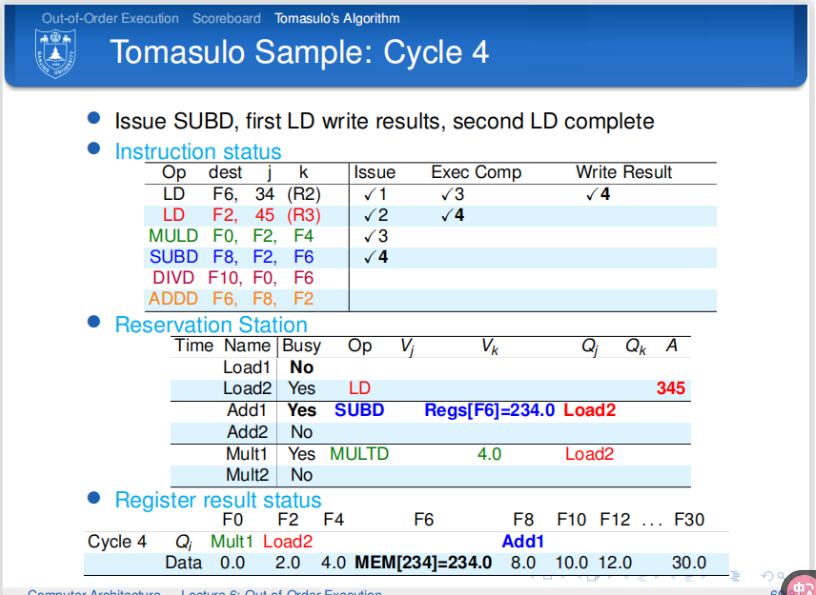 Out-of-Order Execution Scoreboard Tomasulo's Algorithm
Tomasulo Sample: Cycle 4
Issue SUBD, first LD write results, second LD complete
Instruction status
Op dest j k Issue Exec Comp Write Result
LD F6, 34 (R2) ✓1 ✓3 ✓4
LD F2, 45 (R3) ✓2 ✓4
MULD F0, F2, F4 ✓3
SUBD F8, F2, F6 ✓4
DIVD F10, F0, F6
ADDD F6, F8, F2
Reservation Station
Time Name Busy Op Vj Vk Qj Qk A
Load1 No
Load2 Yes LD 345
Add1 Yes SUBD Regs[F6]=234.0 Load2
Add2 No
Mult1 Yes MULTD 4.0 Load2
Mult2 No
Register result status
F0 F2 F4 F6 F8 F10 F12 ... F30
Cycle 4 Qi Mult1 Load2 Add1
Data 0.0 2.0 4.0 MEM[234]=234.0 8.0 10.0 12.0 30.0
Computer Architecture Lecture 6: Out-of-Order Execution